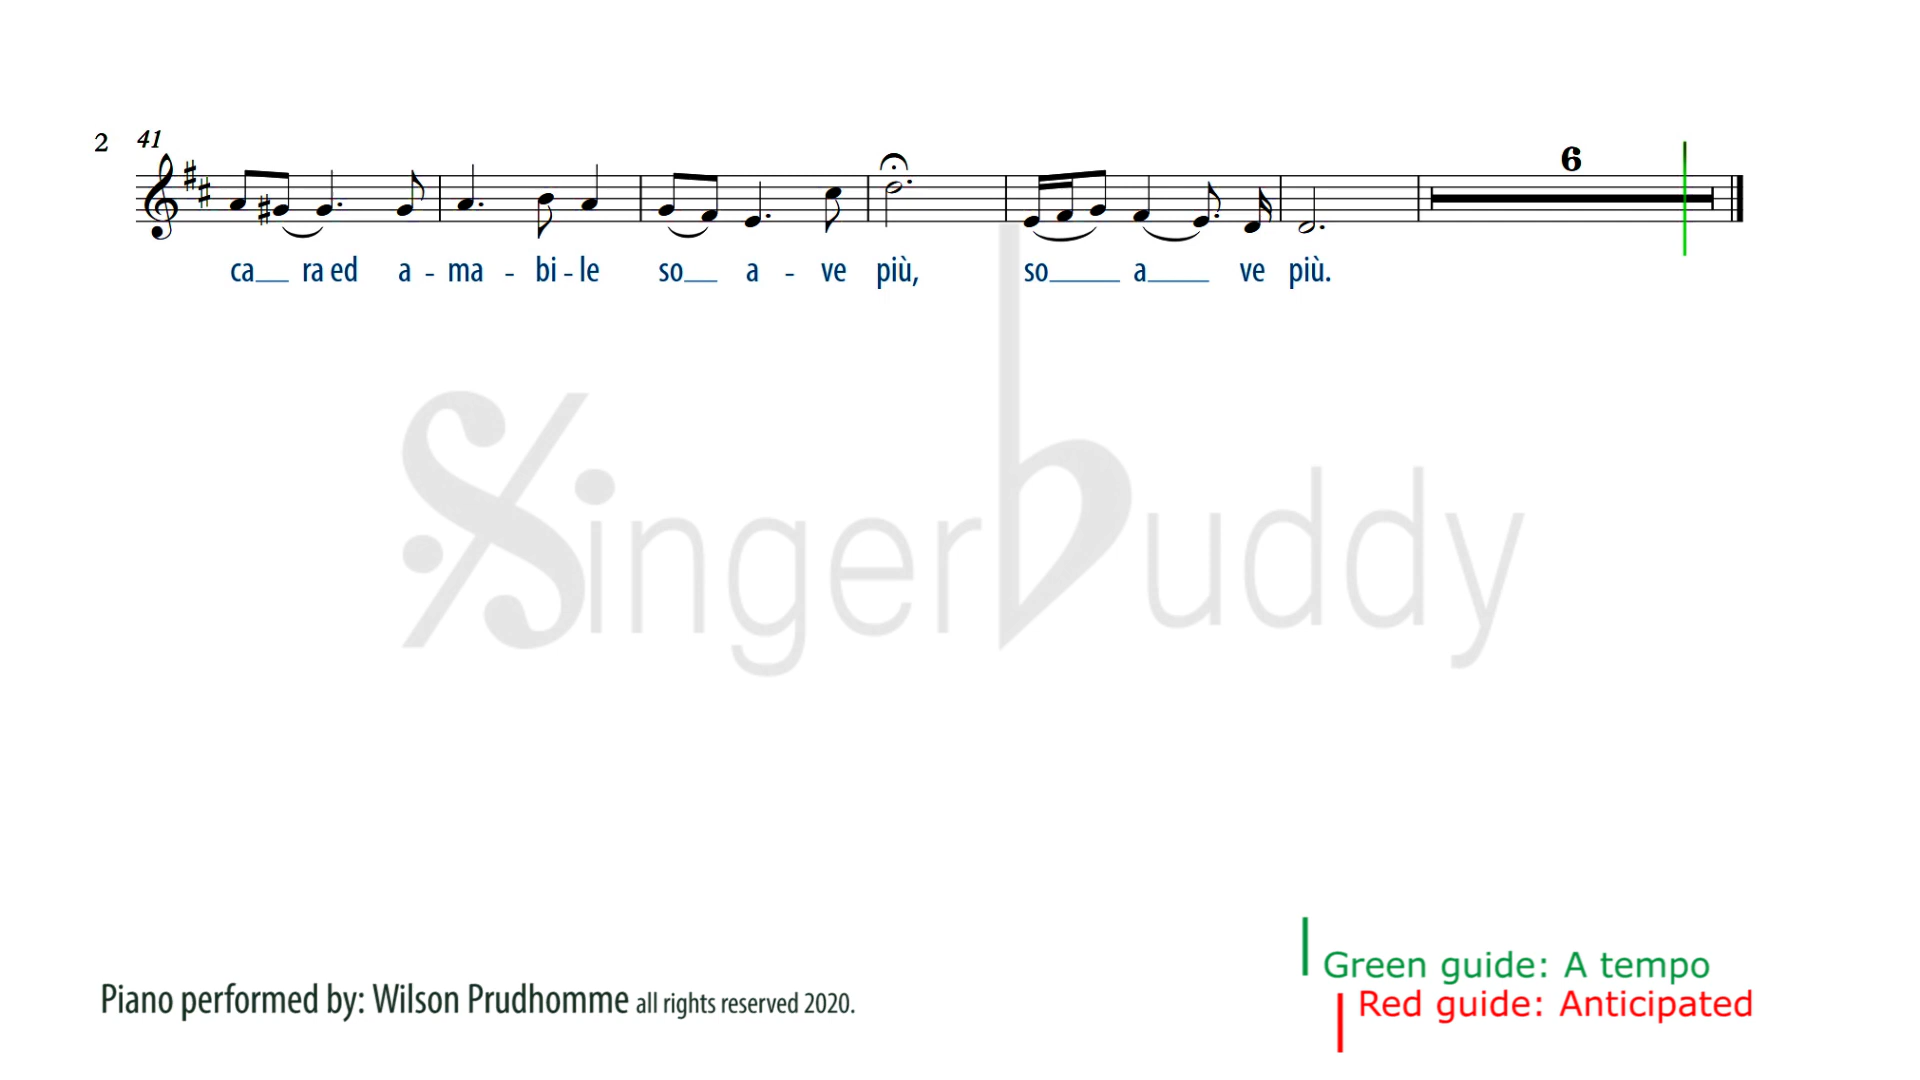 2 41
6
ca__ ra ed a - ma - bi - le so__ a - ve più, so____ a____ ve più.
Singerbuddy
Piano performed by: Wilson Prudhomme all rights reserved 2020.
Green guide: A tempo
Red guide: Anticipated